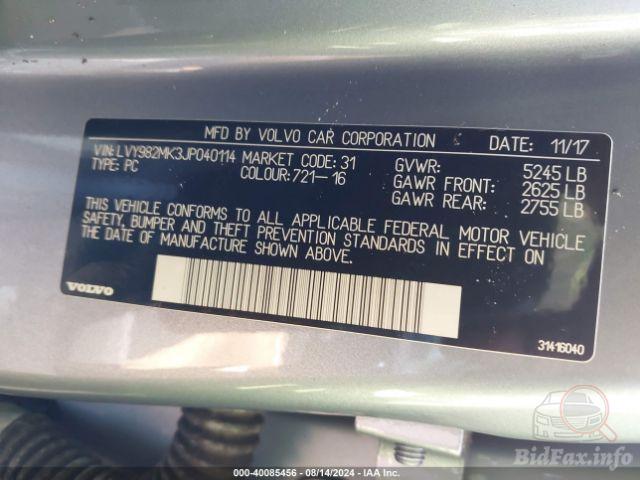 MFD BY VOLVO CAR CORPORATION DATE: 11/17
VIN: LVY982MK3JP040114 MARKET CODE: 31 GVWR: 5245 LB
TYPE: PC COLOUR: 721-16 GAWR FRONT: 2625 LB
GAWR REAR: 2755 LB
THIS VEHICLE CONFORMS TO ALL APPLICABLE FEDERAL MOTOR VEHICLE
SAFETY, BUMPER AND THEFT PREVENTION STANDARDS IN EFFECT ON
THE DATE OF MANUFACTURE SHOWN ABOVE.
VOLVO
31416040
BidFax.info
000-40085456 - 08/14/2024 - IAA Inc.